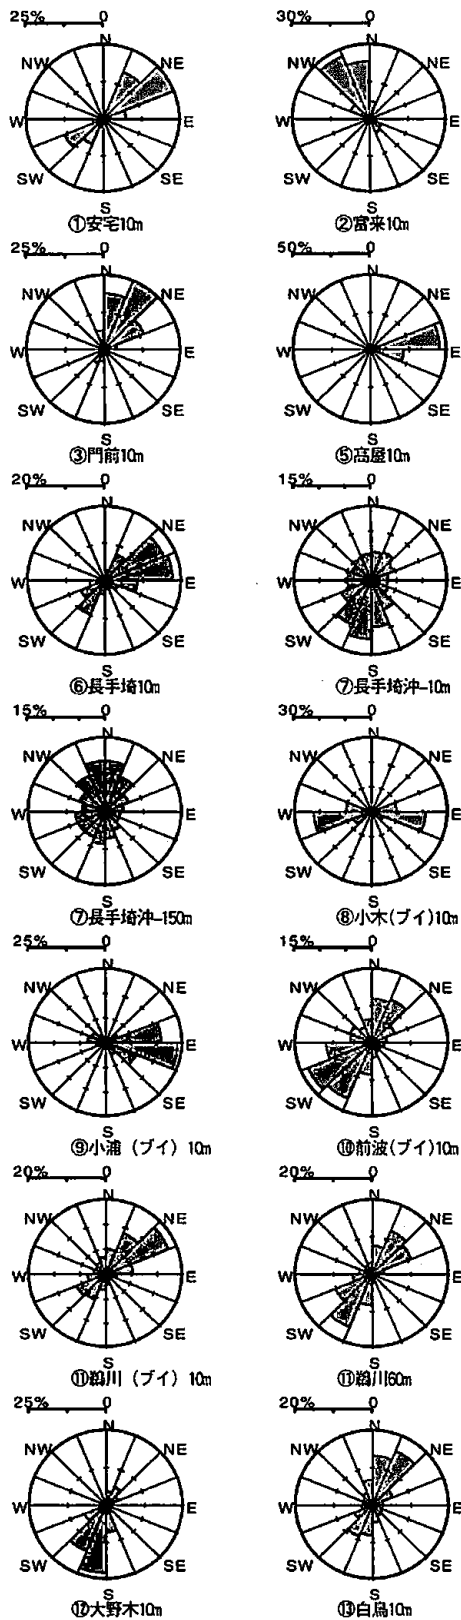 25% 0 30% 0
N N
NW NE NW NE
W E W E
SW SE SW SE
S S
①安宅10m ②富来10m
25% 0 50% 0
N N
NW NE NW NE
W E W E
SW SE SW SE
S S
③門前10m ⑤高屋10m
20% 0 15% 0
N N
NW NE NW NE
W E W E
SW SE SW SE
S S
⑥長手埼10m ⑦長手埼沖-10m
15% 0 30% 0
N N
NW NE NW NE
W E W E
SW SE SW SE
S S
⑦長手埼沖-150m ⑧小木(ブイ)10m
25% 0 15% 0
N N
NW NE NW NE
W E W E
SW SE SW SE
S S
⑨小浦（ブイ）10m ⑩前波(ブイ)10m
20% 0 20% 0
N N
NW NE NW NE
W E W E
SW SE SW SE
S S
⑪鵜川（ブイ）10m ⑪鵜川60m
25% 0 20% 0
N N
NW NE NW NE
W E W E
SW SE SW SE
S S
⑫大野木10m ⑬白鳥10m